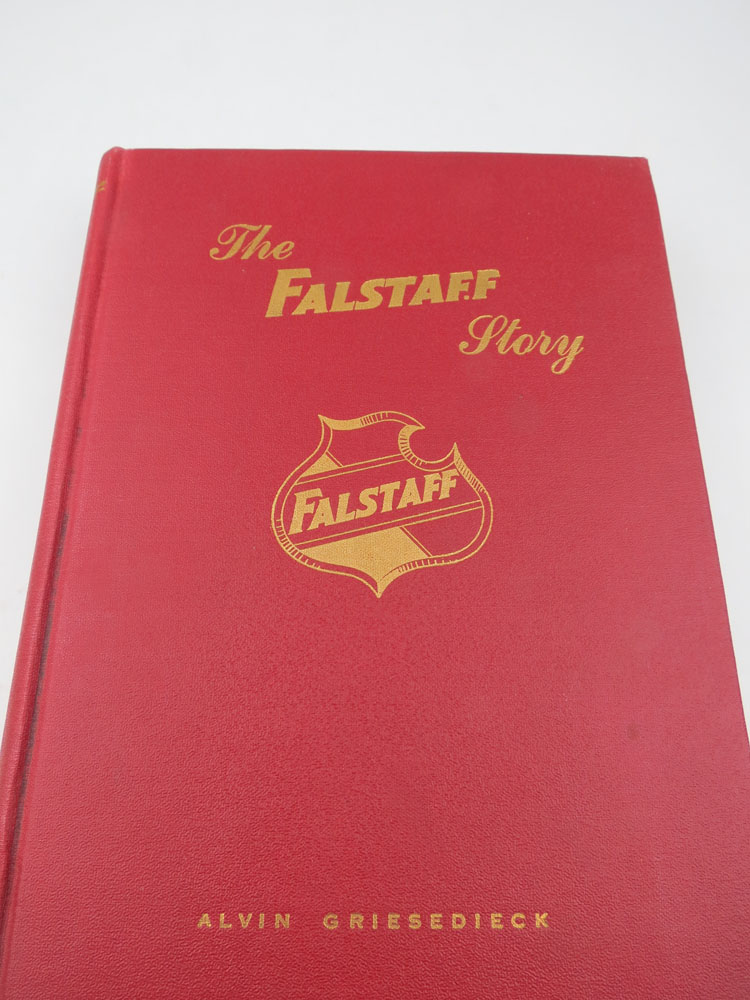 The
FALSTAFF
Story
FALSTAFF
ALVIN GRIESEDIECK